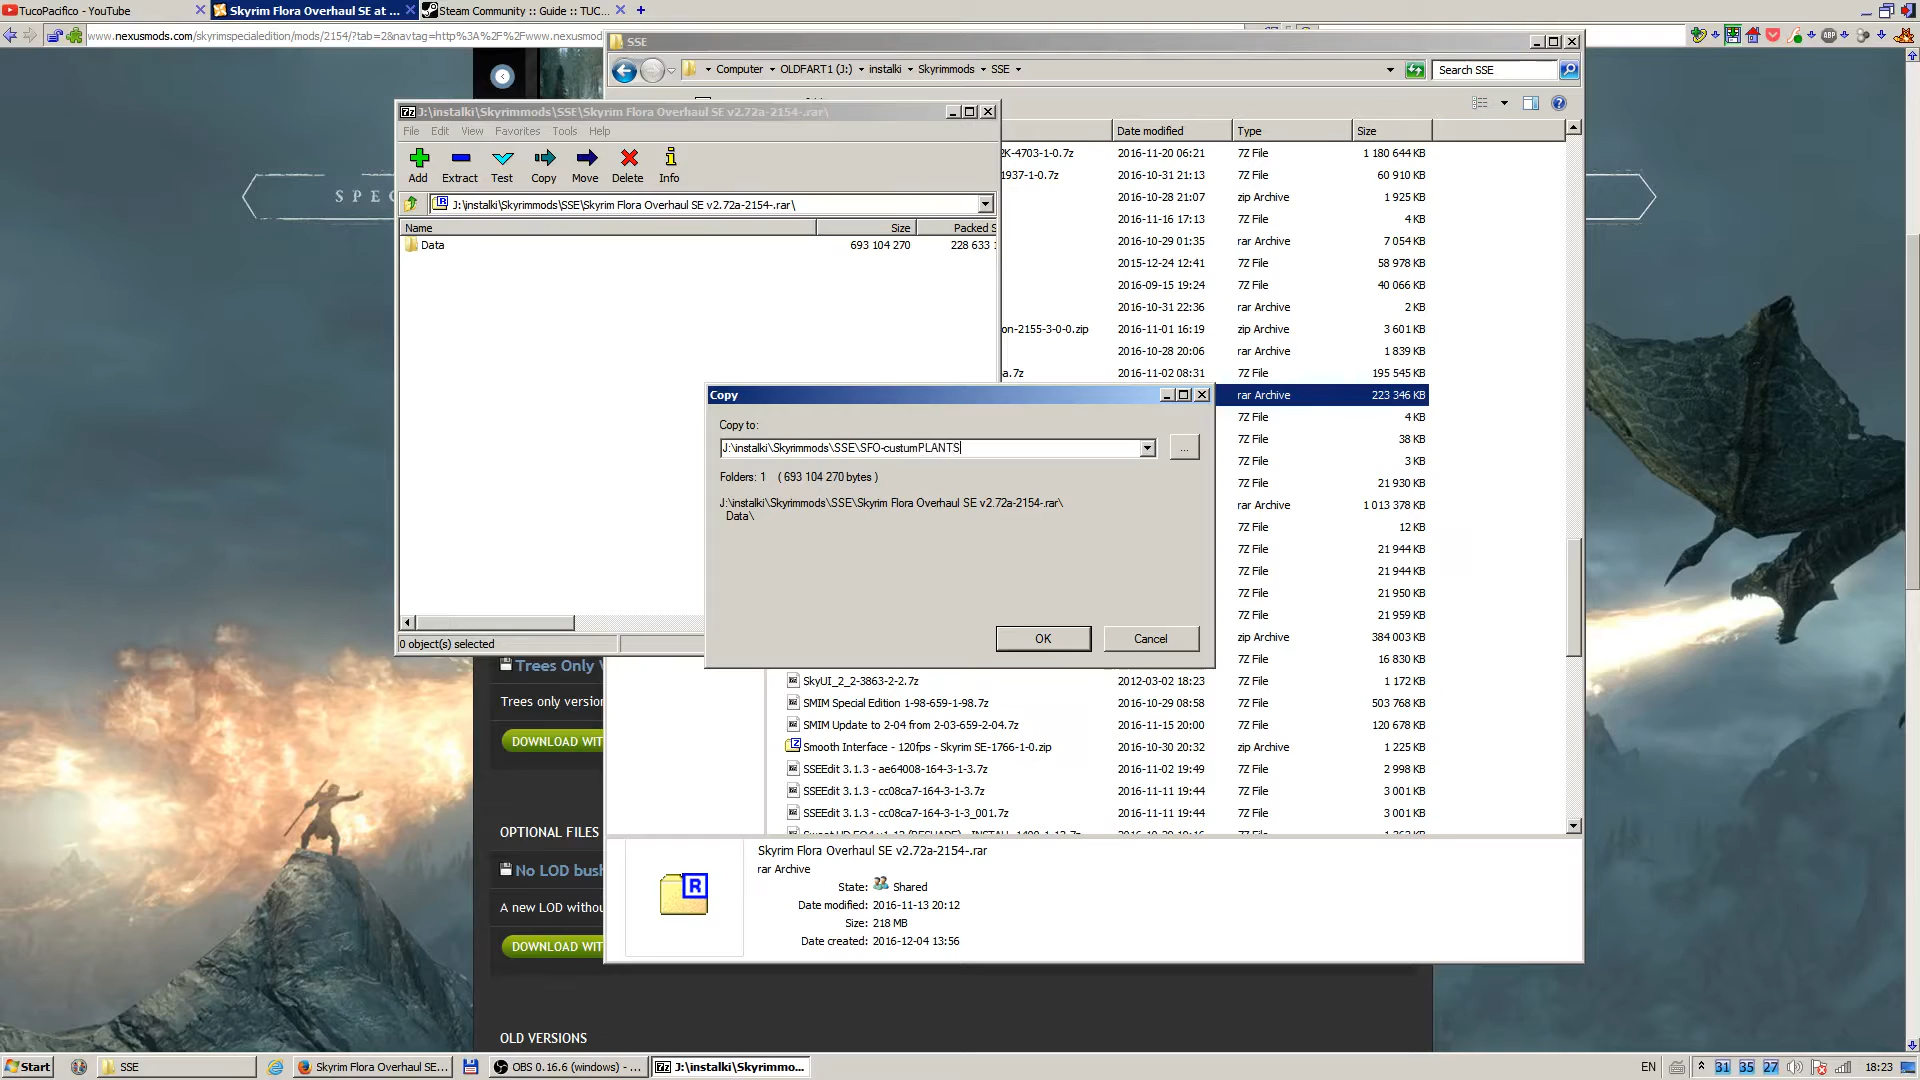 TucoPacifico - YouTube
Skyrim Flora Overhaul SE at ...
Steam Community :: Guide :: TUC...
www.nexusmods.com/skyrimspecialedition/mods/2154/?tab=2&navtag=http%3A%2F%2Fwww.nexusmod
SPEC
SSE
Computer OLDFART1 (J:) instalki Skyrimmods SSE
Search SSE
J:\instalki\Skyrimmods\SSE\Skyrim Flora Overhaul SE v2.72a-2154-.rar\
File Edit View Favorites Tools Help
Add Extract Test Copy Move Delete Info
J:\instalki\Skyrimmods\SSE\Skyrim Flora Overhaul SE v2.72a-2154-.rar\
Name Size Packed S
Data 693 104 270 228 633 1
0 object(s) selected
Date modified Type Size
2K-4703-1-0.7z 2016-11-20 06:21 7Z File 1 180 644 KB
1937-1-0.7z 2016-10-31 21:13 7Z File 60 910 KB
2016-10-28 21:07 zip Archive 1 925 KB
2016-11-16 17:13 7Z File 4 KB
2016-10-29 01:35 rar Archive 7 054 KB
2015-12-24 12:41 7Z File 58 978 KB
2016-09-15 19:24 7Z File 40 066 KB
2016-10-31 22:36 rar Archive 2 KB
on-2155-3-0-0.zip 2016-11-01 16:19 zip Archive 3 601 KB
2016-10-28 20:06 rar Archive 1 839 KB
a.7z 2016-11-02 08:31 7Z File 195 545 KB
rar Archive 223 346 KB
7Z File 4 KB
7Z File 38 KB
7Z File 3 KB
7Z File 21 930 KB
rar Archive 1 013 378 KB
7Z File 12 KB
7Z File 21 944 KB
7Z File 21 944 KB
7Z File 21 950 KB
7Z File 21 959 KB
zip Archive 384 003 KB
7Z File 16 830 KB
SkyUI_2_2-3863-2-2.7z 2012-03-02 18:23 7Z File 1 172 KB
SMIM Special Edition 1-98-659-1-98.7z 2016-10-29 08:58 7Z File 503 768 KB
SMIM Update to 2-04 from 2-03-659-2-04.7z 2016-11-15 20:00 7Z File 120 678 KB
Smooth Interface - 120fps - Skyrim SE-1766-1-0.zip 2016-10-30 20:32 zip Archive 1 225 KB
SSEEdit 3.1.3 - ae64008-164-3-1-3.7z 2016-11-02 19:49 7Z File 2 998 KB
SSEEdit 3.1.3 - cc08ca7-164-3-1-3.7z 2016-11-11 19:44 7Z File 3 001 KB
SSEEdit 3.1.3 - cc08ca7-164-3-1-3_001.7z 2016-11-11 19:44 7Z File 3 001 KB
Copy
Copy to:
J:\instalki\Skyrimmods\SSE\SFO-custumPLANTS
...
Folders: 1 ( 693 104 270 bytes )
J:\instalki\Skyrimmods\SSE\Skyrim Flora Overhaul SE v2.72a-2154-.rar\
Data\
OK Cancel
Trees Only V
Trees only version
DOWNLOAD WIT
OPTIONAL FILES
No LOD bush
A new LOD withou
DOWNLOAD WIT
OLD VERSIONS
Skyrim Flora Overhaul SE v2.72a-2154-.rar
rar Archive
R
State: Shared
Date modified: 2016-11-13 20:12
Size: 218 MB
Date created: 2016-12-04 13:56
Start
SSE
Skyrim Flora Overhaul SE...
OBS 0.16.6 (windows) - ...
J:\instalki\Skyrimmo...
EN
31 35 27
18:23